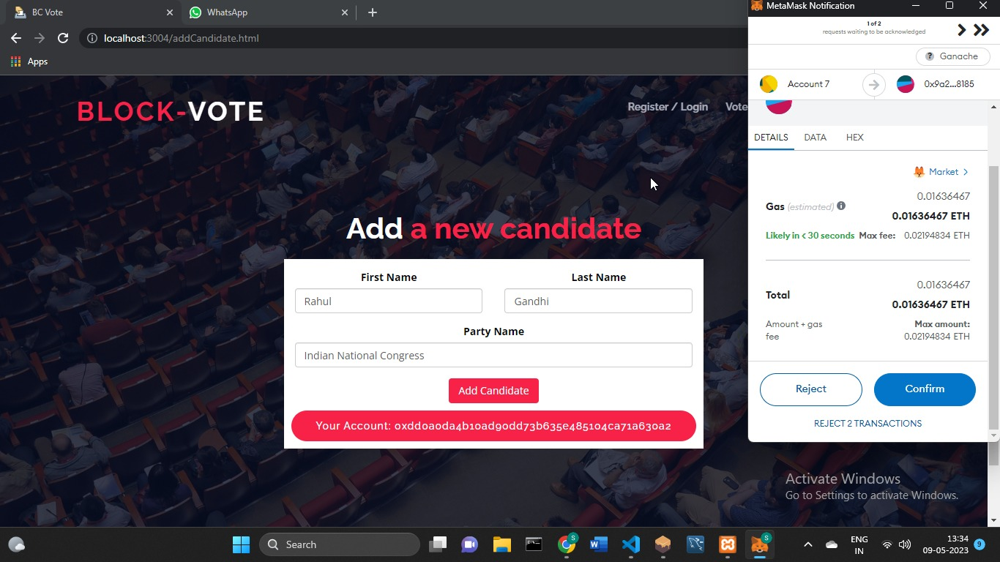 BC Vote
WhatsApp
localhost:3004/addCandidate.html
Apps
BLOCK-VOTE
Register / Login
Vote
Add a new candidate
First Name
Last Name
Rahul
Gandhi
Party Name
Indian National Congress
Add Candidate
Your Account: 0xdd0a0da4b10ad90dd73b635e485104ca71a630a2
MetaMask Notification
1 of 2
requests waiting to be acknowledged
Ganache
Account 7
0x9a2...8185
DETAILS
DATA
HEX
Market >
0.01636467
Gas (estimated)
0.01636467 ETH
Likely in < 30 seconds Max fee: 0.02194834 ETH
0.01636467
Total
0.01636467 ETH
Amount + gas
fee
Max amount:
0.02194834 ETH
Reject
Confirm
REJECT 2 TRANSACTIONS
Activate Windows
Go to Settings to activate Windows.
Search
S
S
ENG
IN
13:34
09-05-2023
9